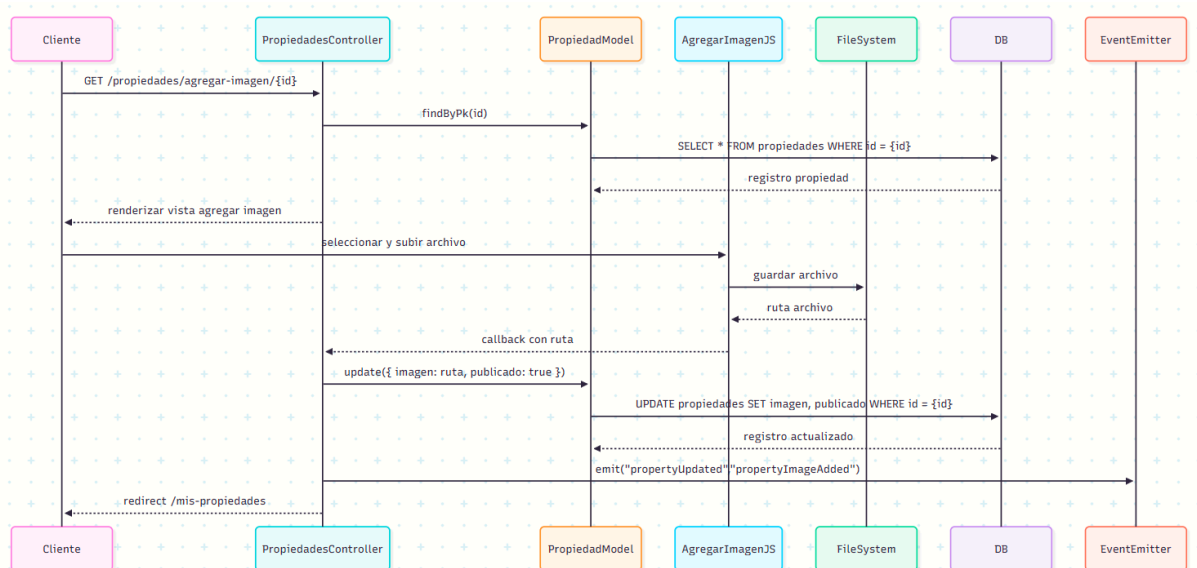 Cliente
PropiedadesController
PropiedadModel
AgregarImagenJS
FileSystem
DB
EventEmitter
GET /propiedades/agregar-imagen/{id}
findByPk(id)
SELECT * FROM propiedades WHERE id = {id}
registro propiedad
renderizar vista agregar imagen
seleccionar y subir archivo
guardar archivo
ruta archivo
callback con ruta
update({ imagen: ruta, publicado: true })
UPDATE propiedades SET imagen, publicado WHERE id = {id}
registro actualizado
emit("propertyUpdated","propertyImageAdded")
redirect /mis-propiedades
Cliente
PropiedadesController
PropiedadModel
AgregarImagenJS
FileSystem
DB
EventEmitter